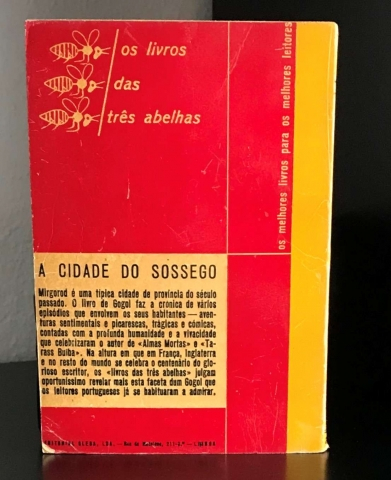 os livros
das
três abelhas
os melhores livros para os melhores leitores
A CIDADE DO SOSSEGO
Mirgorod é uma típica cidade de província do século
passado. O livro de Gogol faz a cronica de vários
episódios que envolvem os seus habitantes — aven-
turas sentimentais e picarescas, trágicas e cómicas,
contadas com a profunda humanidade e a vivacidade
que celebrizaram o autor de «Almas Mortas» e «Ta-
rass Bulba». Na altura em que em França, Inglaterra
e no resto do mundo se celebra o centenário do glo-
rioso escritor, os «livros das três abelhas» julgam
oportuníssimo revelar mais esta faceta dum Gogol que
os leitores portugueses já se habituaram a admirar.
LISBOA